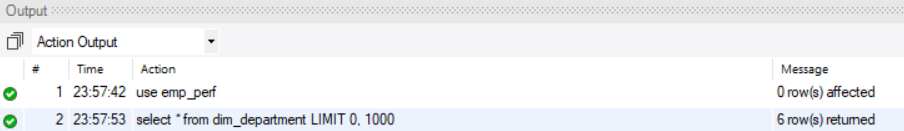 Output
Action Output
# Time Action Message
1 23:57:42 use emp_perf 0 row(s) affected
2 23:57:53 select * from dim_department LIMIT 0, 1000 6 row(s) returned